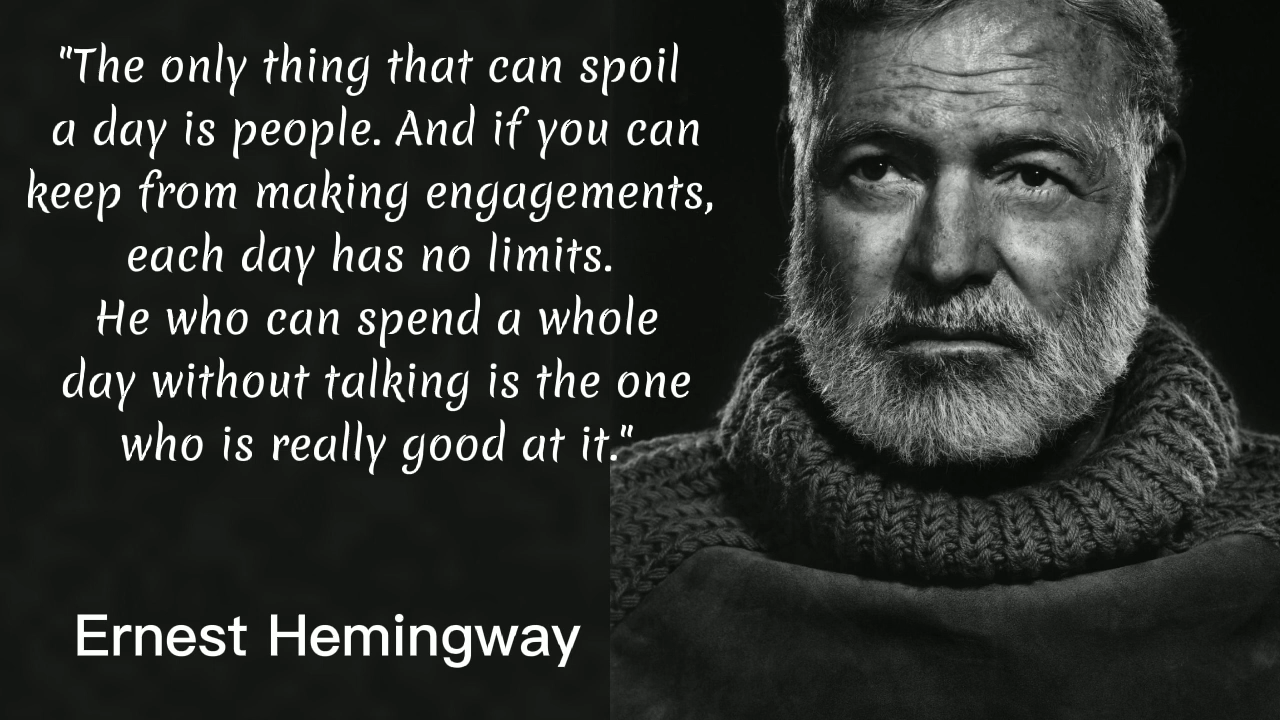 "The only thing that can spoil
a day is people. And if you can
keep from making engagements,
each day has no limits.
He who can spend a whole
day without talking is the one
who is really good at it."
Ernest Hemingway